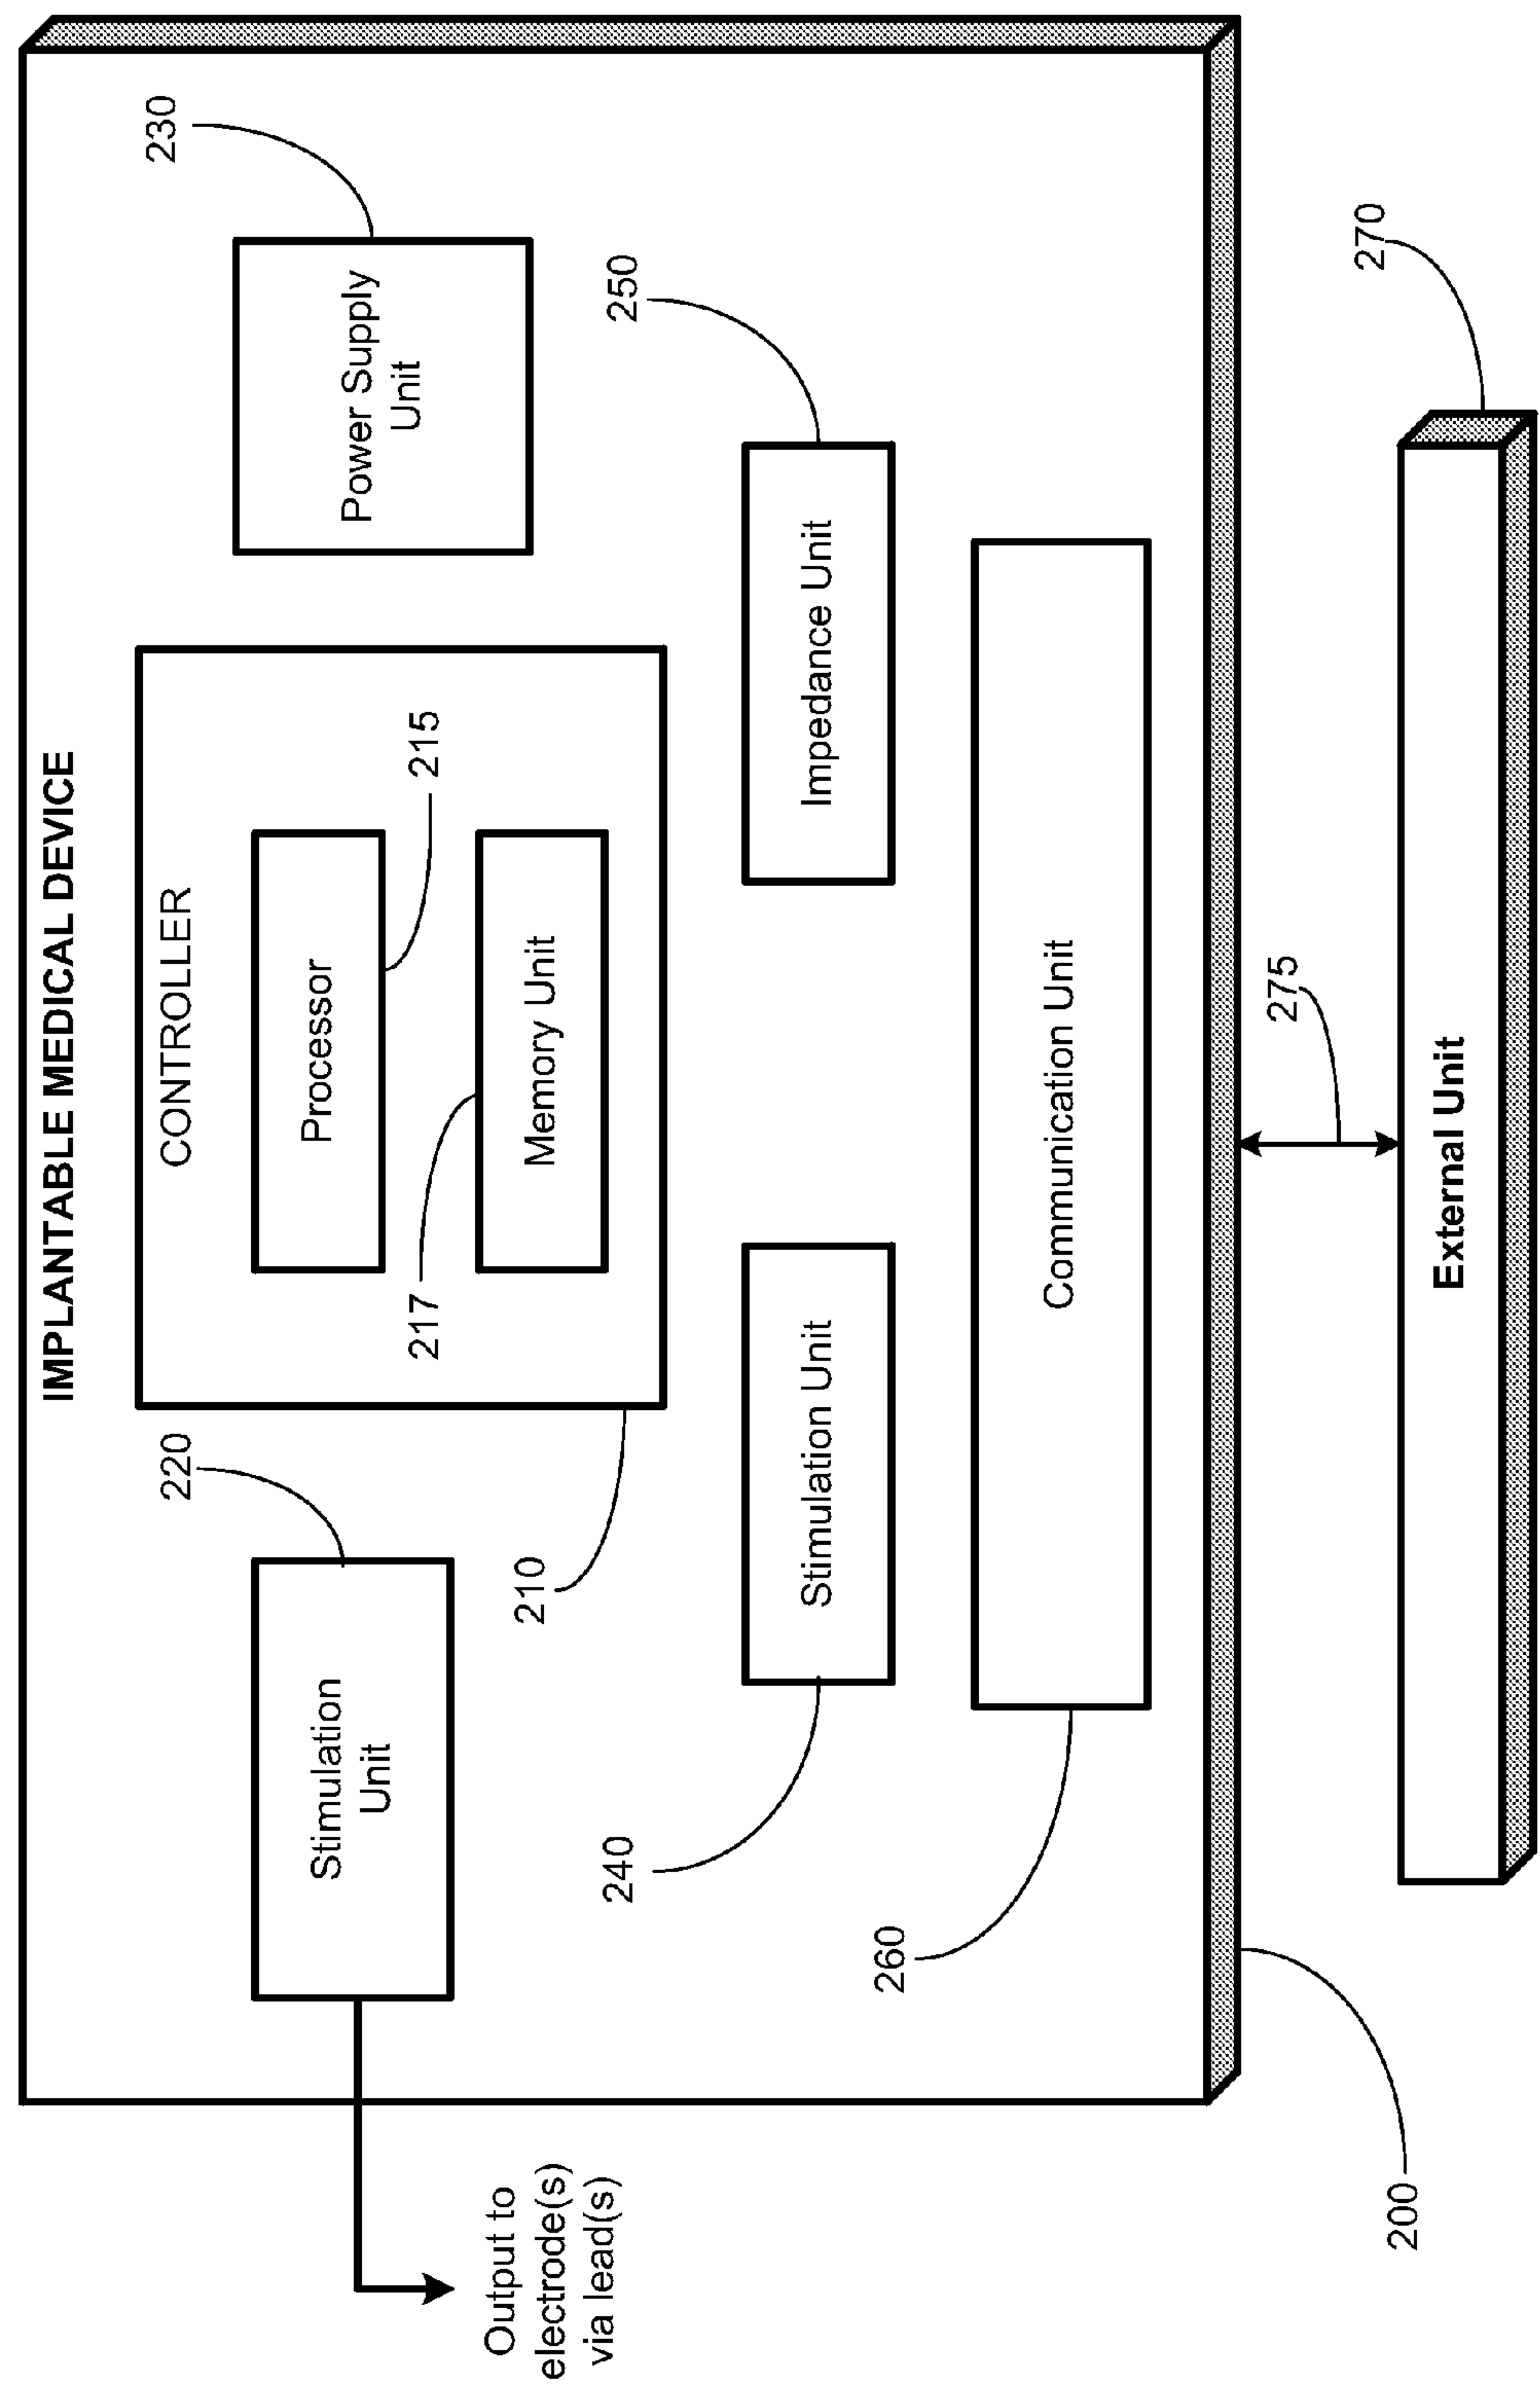 IMPLANTABLE MEDICAL DEVICE
CONTROLLER
220
230
Stimulation
Unit
Processor
Power Supply
Unit
217
215
Output to
electrode(s)
via lead(s)
210
Memory Unit
240
250
Stimulation Unit
Impedance Unit
260
Communication Unit
275
200
270
External Unit